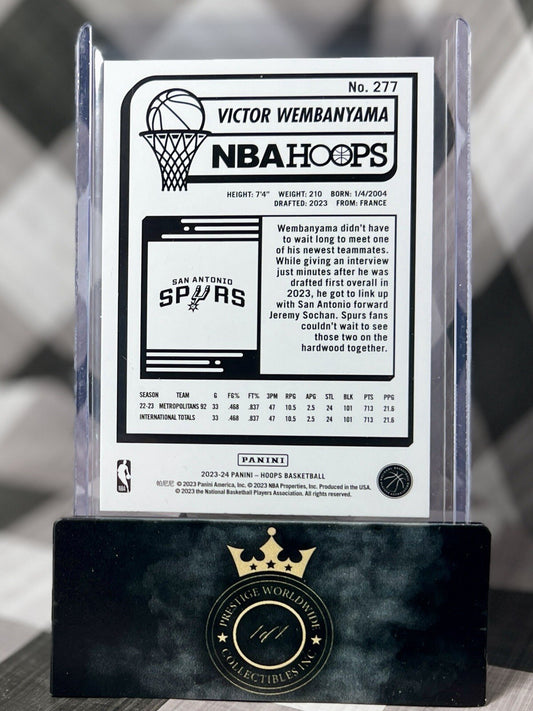 No. 277
VICTOR WEMBANYAMA
NBA HOOPS
HEIGHT: 7'4" WEIGHT: 210 BORN: 1/4/2004
DRAFTED: 2023 FROM: FRANCE
Wembanyama didn't have
to wait long to meet one
of his newest teammates.
While giving an interview
just minutes after he was
drafted first overall in
2023, he got to link up
with San Antonio forward
Jeremy Sochan. Spurs fans
couldn't wait to see
those two on the
hardwood together.
SAN ANTONIO
SPURS
SEASON TEAM G FG% FT% 3PM RPG APG STL BLK PTS PPG
22-23 METROPOLITANS 92 33 .468 .837 47 10.5 2.5 24 101 713 21.6
INTERNATIONAL TOTALS 33 .468 .837 47 10.5 2.5 24 101 713 21.6
PANINI
2023-24 PANINI – HOOPS BASKETBALL
帕尼尼 © 2023 Panini America, Inc. © 2023 NBA Properties, Inc. Produced in the USA.
© 2023 the National Basketball Players Association. All rights reserved.
NBA
PRESTIGE WORLDWIDE
1of1
COLLECTIBLES INC